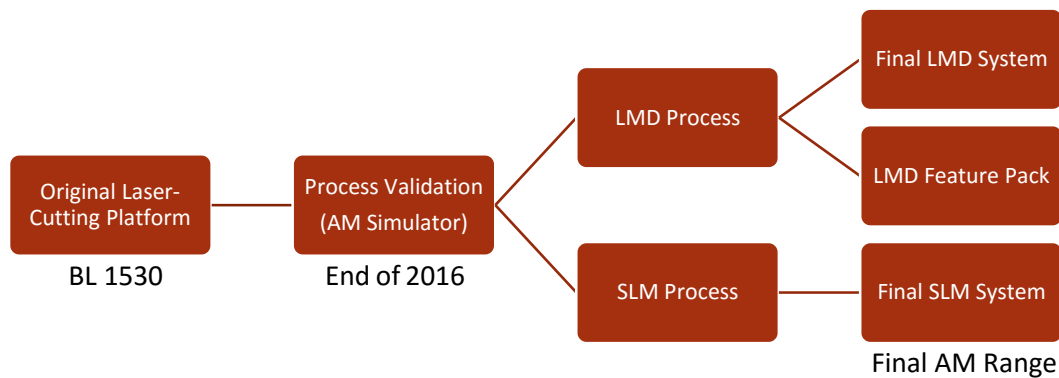 Original Laser-
Cutting Platform
BL 1530
Process Validation
(AM Simulator)
End of 2016
LMD Process
SLM Process
Final LMD System
LMD Feature Pack
Final SLM System
Final AM Range